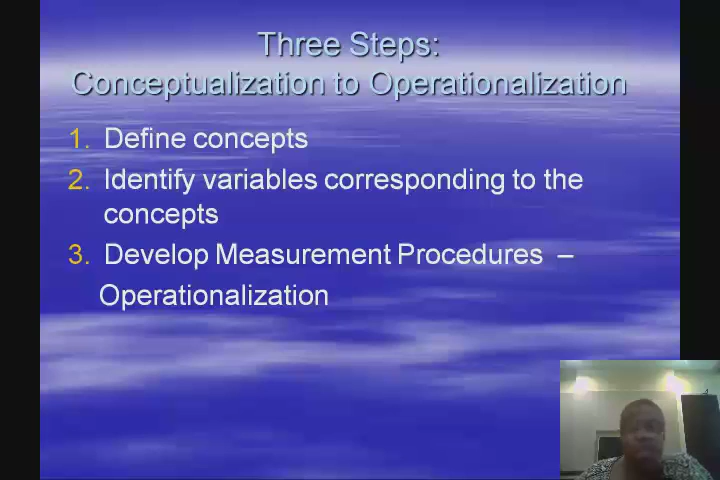 Three Steps:
Conceptualization to Operationalization
1. Define concepts
2. Identify variables corresponding to the
concepts
3. Develop Measurement Procedures –
Operationalization